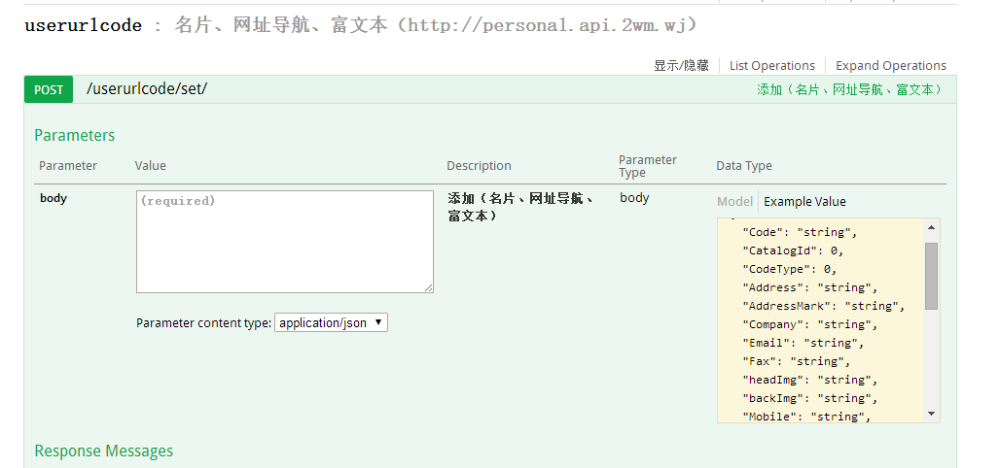 userurlcode : 名片、网址导航、富文本（http://personal.api.2wm.wj）
显示/隐藏 List Operations Expand Operations
POST /userurlcode/set/ 添加（名片、网址导航、富文本）
Parameters
Parameter Value Description Parameter Type Data Type
body (required) 添加（名片、网址导航、富文本） body Model Example Value
"Code": "string",
"CatalogId": 0,
"CodeType": 0,
"Address": "string",
"AddressMark": "string",
"Company": "string",
"Email": "string",
"Fax": "string",
"headImg": "string",
"backImg": "string",
"Mobile": "string",
Parameter content type: application/json
Response Messages